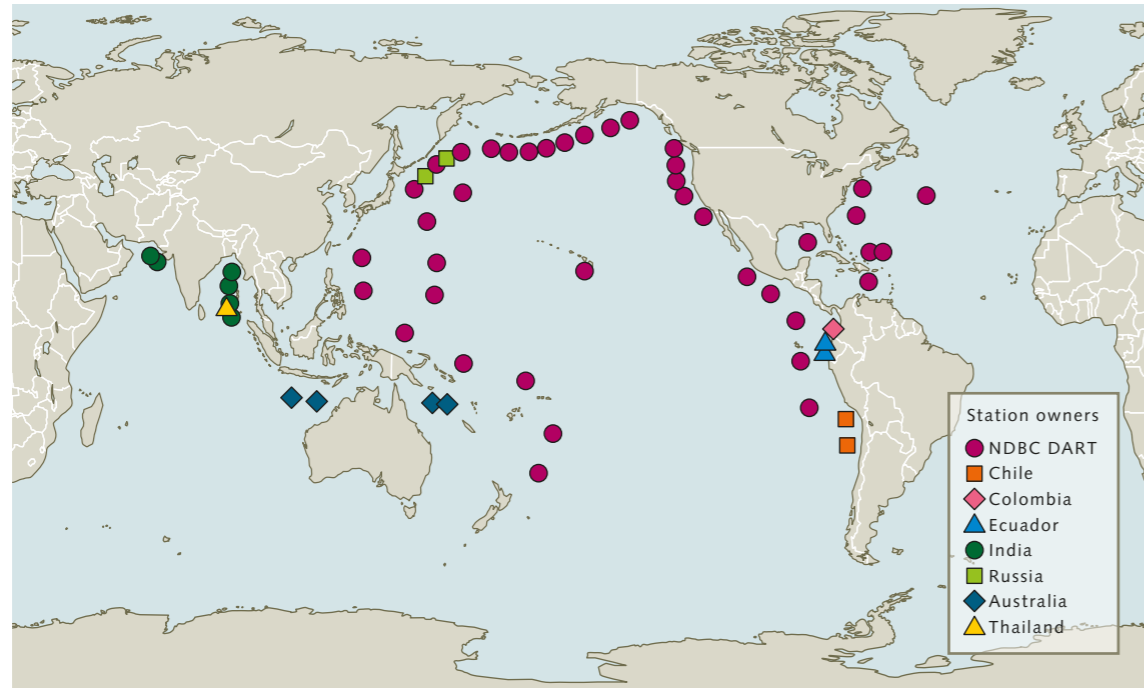 Station owners
NDBC DART
Chile
Colombia
Ecuador
India
Russia
Australia
Thailand